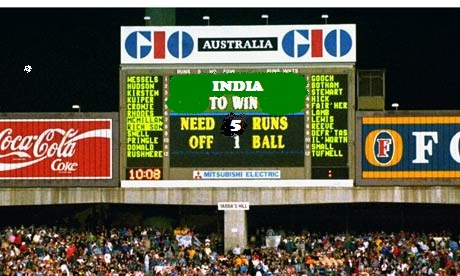 GIO AUSTRALIA GIO
WESSELS
HUDSON
KIRSTEN
KUIPER
CRONJE
RHODES
MCMILLAN
RICHARDSON
SNELL
PRINGLE
DONALD
RUSHMERE
INDIA
TO WIN
NEED 5 RUNS
OFF 1 BALL
GOOCH
BOTHAM
STEWART
HICK
FAIR'HER
LAMB
LEWIS
REEVE
DEFR'TAS
IL'WORTH
SMALL
TUFNELL
10:08
MITSUBISHI ELECTRIC
Coca-Cola
Coke
F FO
YABBA'S HILL